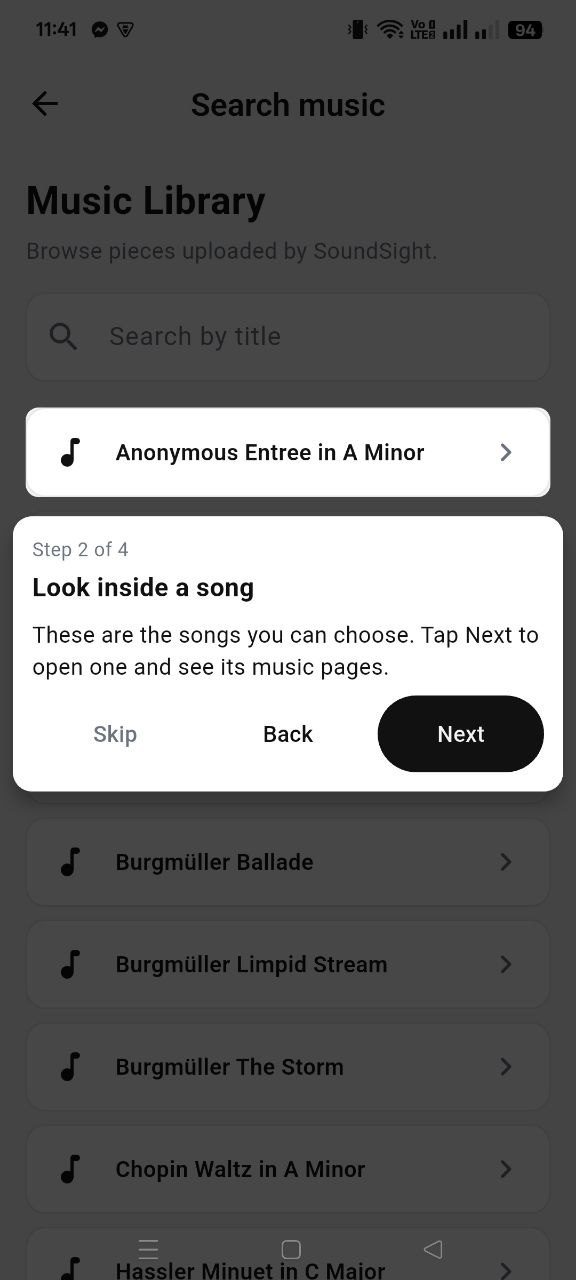 11:41
Vo
LTE2
94
Search music
Music Library
Browse pieces uploaded by SoundSight.
Search by title
Anonymous Entree in A Minor
Step 2 of 4
Look inside a song
These are the songs you can choose. Tap Next to
open one and see its music pages.
Skip Back Next
Burgmüller Ballade
Burgmüller Limpid Stream
Burgmüller The Storm
Chopin Waltz in A Minor
Hassler Minuet in C Major